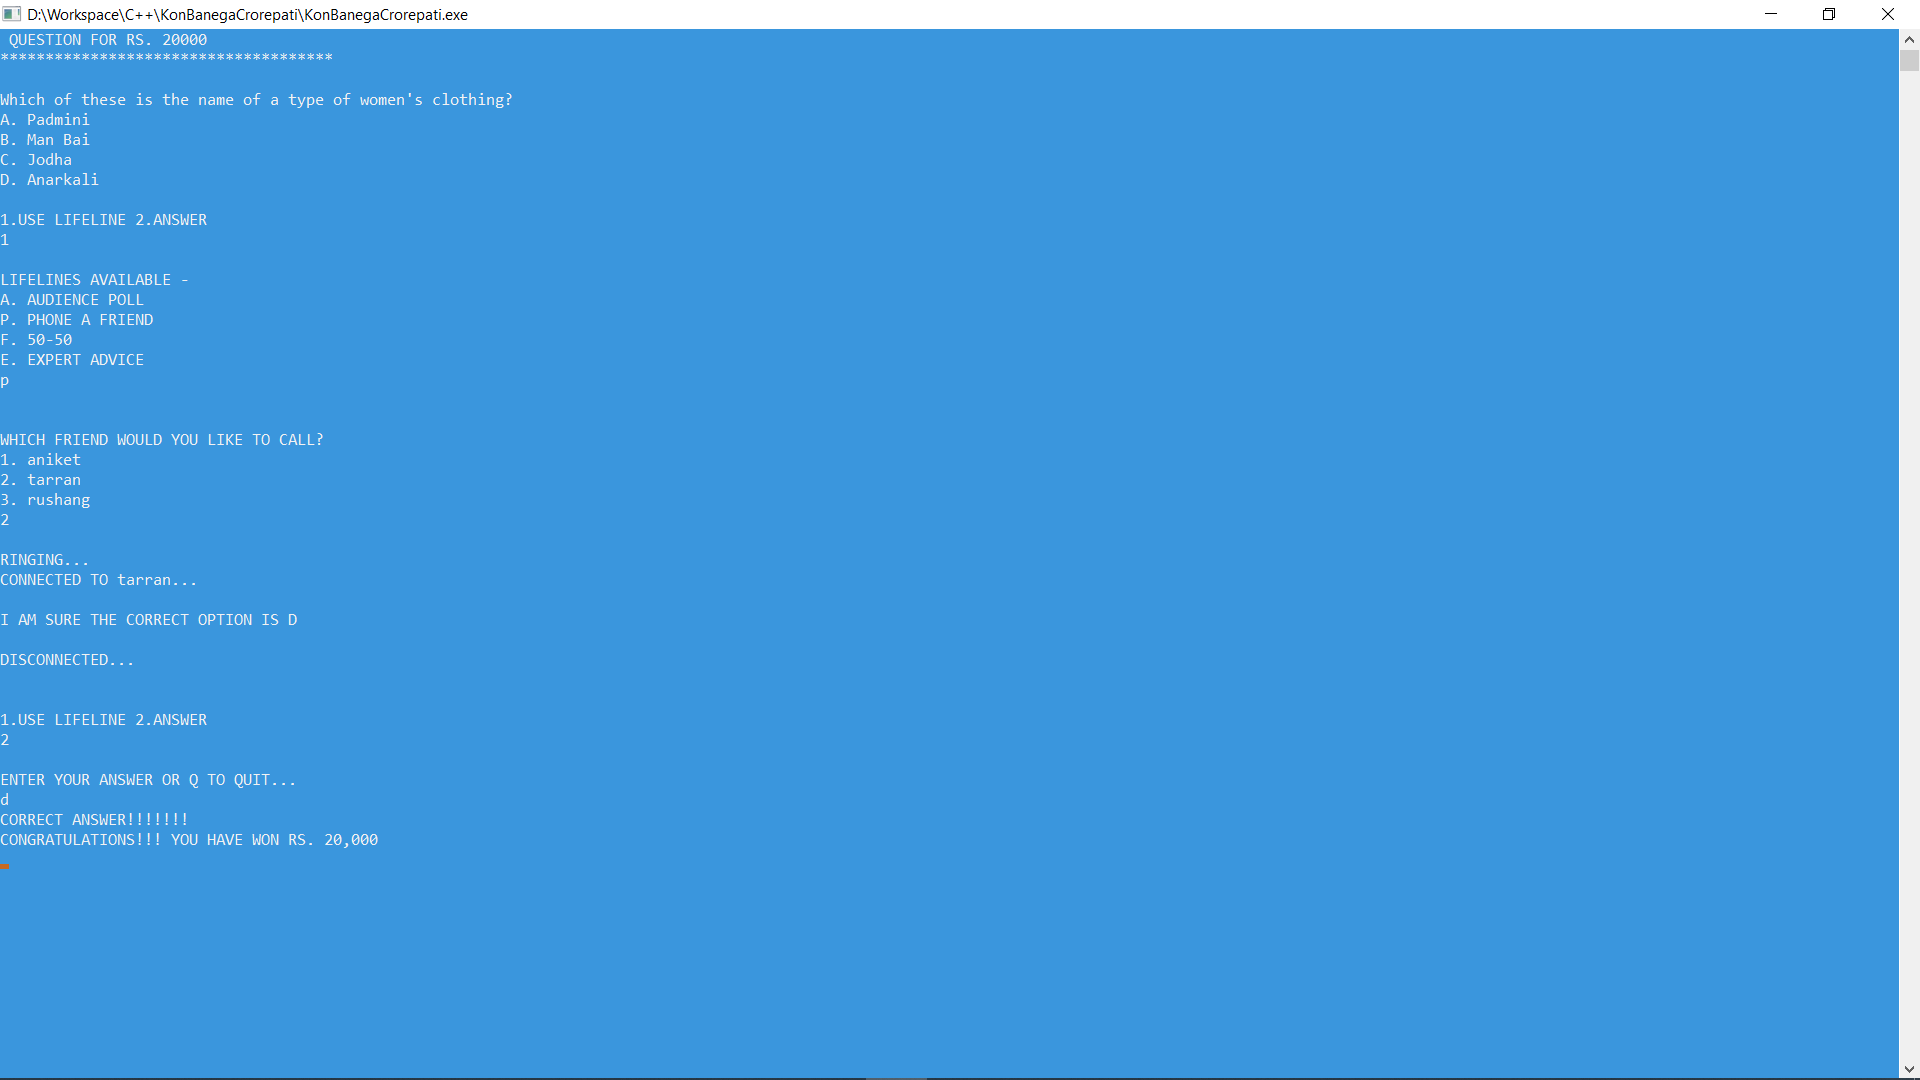 D:\Workspace\C++\KonBanegaCrorepati\KonBanegaCrorepati.exe
QUESTION FOR RS. 20000
*************************************
Which of these is the name of a type of women's clothing?
A. Padmini
B. Man Bai
C. Jodha
D. Anarkali
1.USE LIFELINE 2.ANSWER
1
LIFELINES AVAILABLE -
A. AUDIENCE POLL
P. PHONE A FRIEND
F. 50-50
E. EXPERT ADVICE
p
WHICH FRIEND WOULD YOU LIKE TO CALL?
1. aniket
2. tarran
3. rushang
2
RINGING...
CONNECTED TO tarran...
I AM SURE THE CORRECT OPTION IS D
DISCONNECTED...
1.USE LIFELINE 2.ANSWER
2
ENTER YOUR ANSWER OR Q TO QUIT...
d
CORRECT ANSWER!!!!!!!
CONGRATULATIONS!!! YOU HAVE WON RS. 20,000